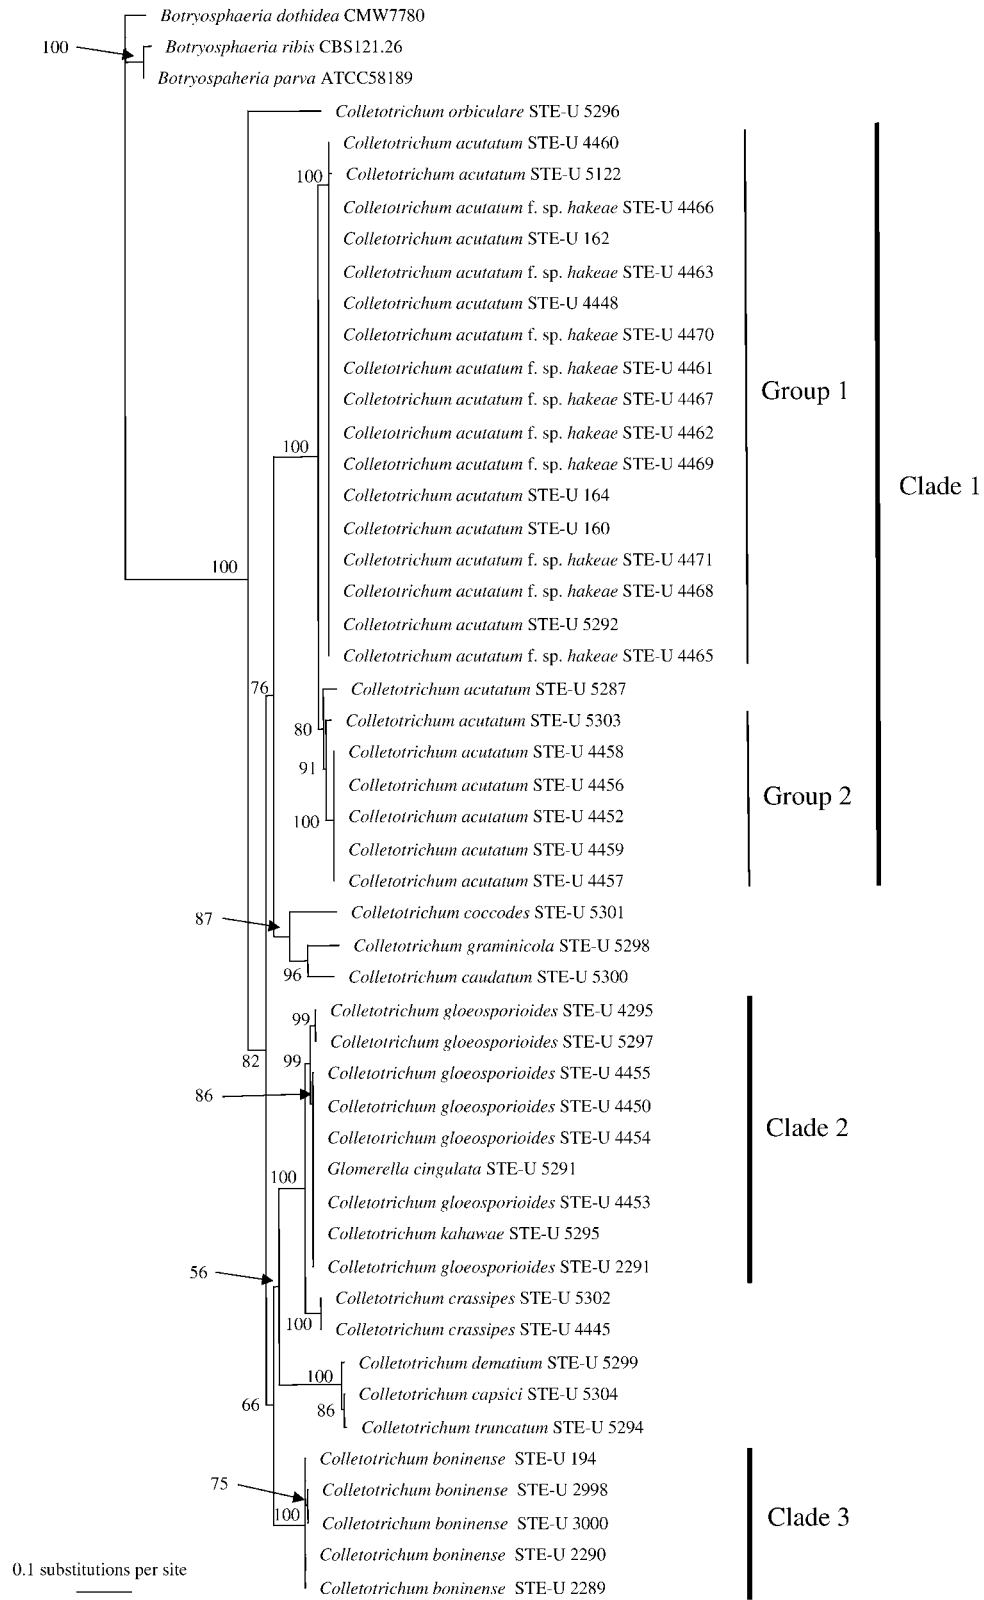 Botryosphaeria dothidea CMW7780
100
Botryosphaeria ribis CBS121.26
Botryospaheria parva ATCC58189
Colletotrichum orbiculare STE-U 5296
Colletotrichum acutatum STE-U 4460
100
Colletotrichum acutatum STE-U 5122
Colletotrichum acutatum f. sp. hakeae STE-U 4466
Colletotrichum acutatum STE-U 162
Colletotrichum acutatum f. sp. hakeae STE-U 4463
Colletotrichum acutatum STE-U 4448
Colletotrichum acutatum f. sp. hakeae STE-U 4470
Colletotrichum acutatum f. sp. hakeae STE-U 4461
Group 1
Colletotrichum acutatum f. sp. hakeae STE-U 4467
Colletotrichum acutatum f. sp. hakeae STE-U 4462
100
Colletotrichum acutatum f. sp. hakeae STE-U 4469
Clade 1
Colletotrichum acutatum STE-U 164
Colletotrichum acutatum STE-U 160
Colletotrichum acutatum f. sp. hakeae STE-U 4471
100
Colletotrichum acutatum f. sp. hakeae STE-U 4468
Colletotrichum acutatum STE-U 5292
Colletotrichum acutatum f. sp. hakeae STE-U 4465
76
Colletotrichum acutatum STE-U 5287
Colletotrichum acutatum STE-U 5303
80
Colletotrichum acutatum STE-U 4458
91
Colletotrichum acutatum STE-U 4456
Group 2
Colletotrichum acutatum STE-U 4452
100
Colletotrichum acutatum STE-U 4459
Colletotrichum acutatum STE-U 4457
87
Colletotrichum coccodes STE-U 5301
Colletotrichum graminicola STE-U 5298
96
Colletotrichum caudatum STE-U 5300
Colletotrichum gloeosporioides STE-U 4295
99
Colletotrichum gloeosporioides STE-U 5297
82
99
Colletotrichum gloeosporioides STE-U 4455
86
Colletotrichum gloeosporioides STE-U 4450
Clade 2
Colletotrichum gloeosporioides STE-U 4454
Glomerella cingulata STE-U 5291
100
Colletotrichum gloeosporioides STE-U 4453
Colletotrichum kahawae STE-U 5295
Colletotrichum gloeosporioides STE-U 2291
56
Colletotrichum crassipes STE-U 5302
100
Colletotrichum crassipes STE-U 4445
Colletotrichum dematium STE-U 5299
100
Colletotrichum capsici STE-U 5304
66
86
Colletotrichum truncatum STE-U 5294
Colletotrichum boninense STE-U 194
75
Colletotrichum boninense STE-U 2998
100
Colletotrichum boninense STE-U 3000
Clade 3
Colletotrichum boninense STE-U 2290
0.1 substitutions per site
Colletotrichum boninense STE-U 2289